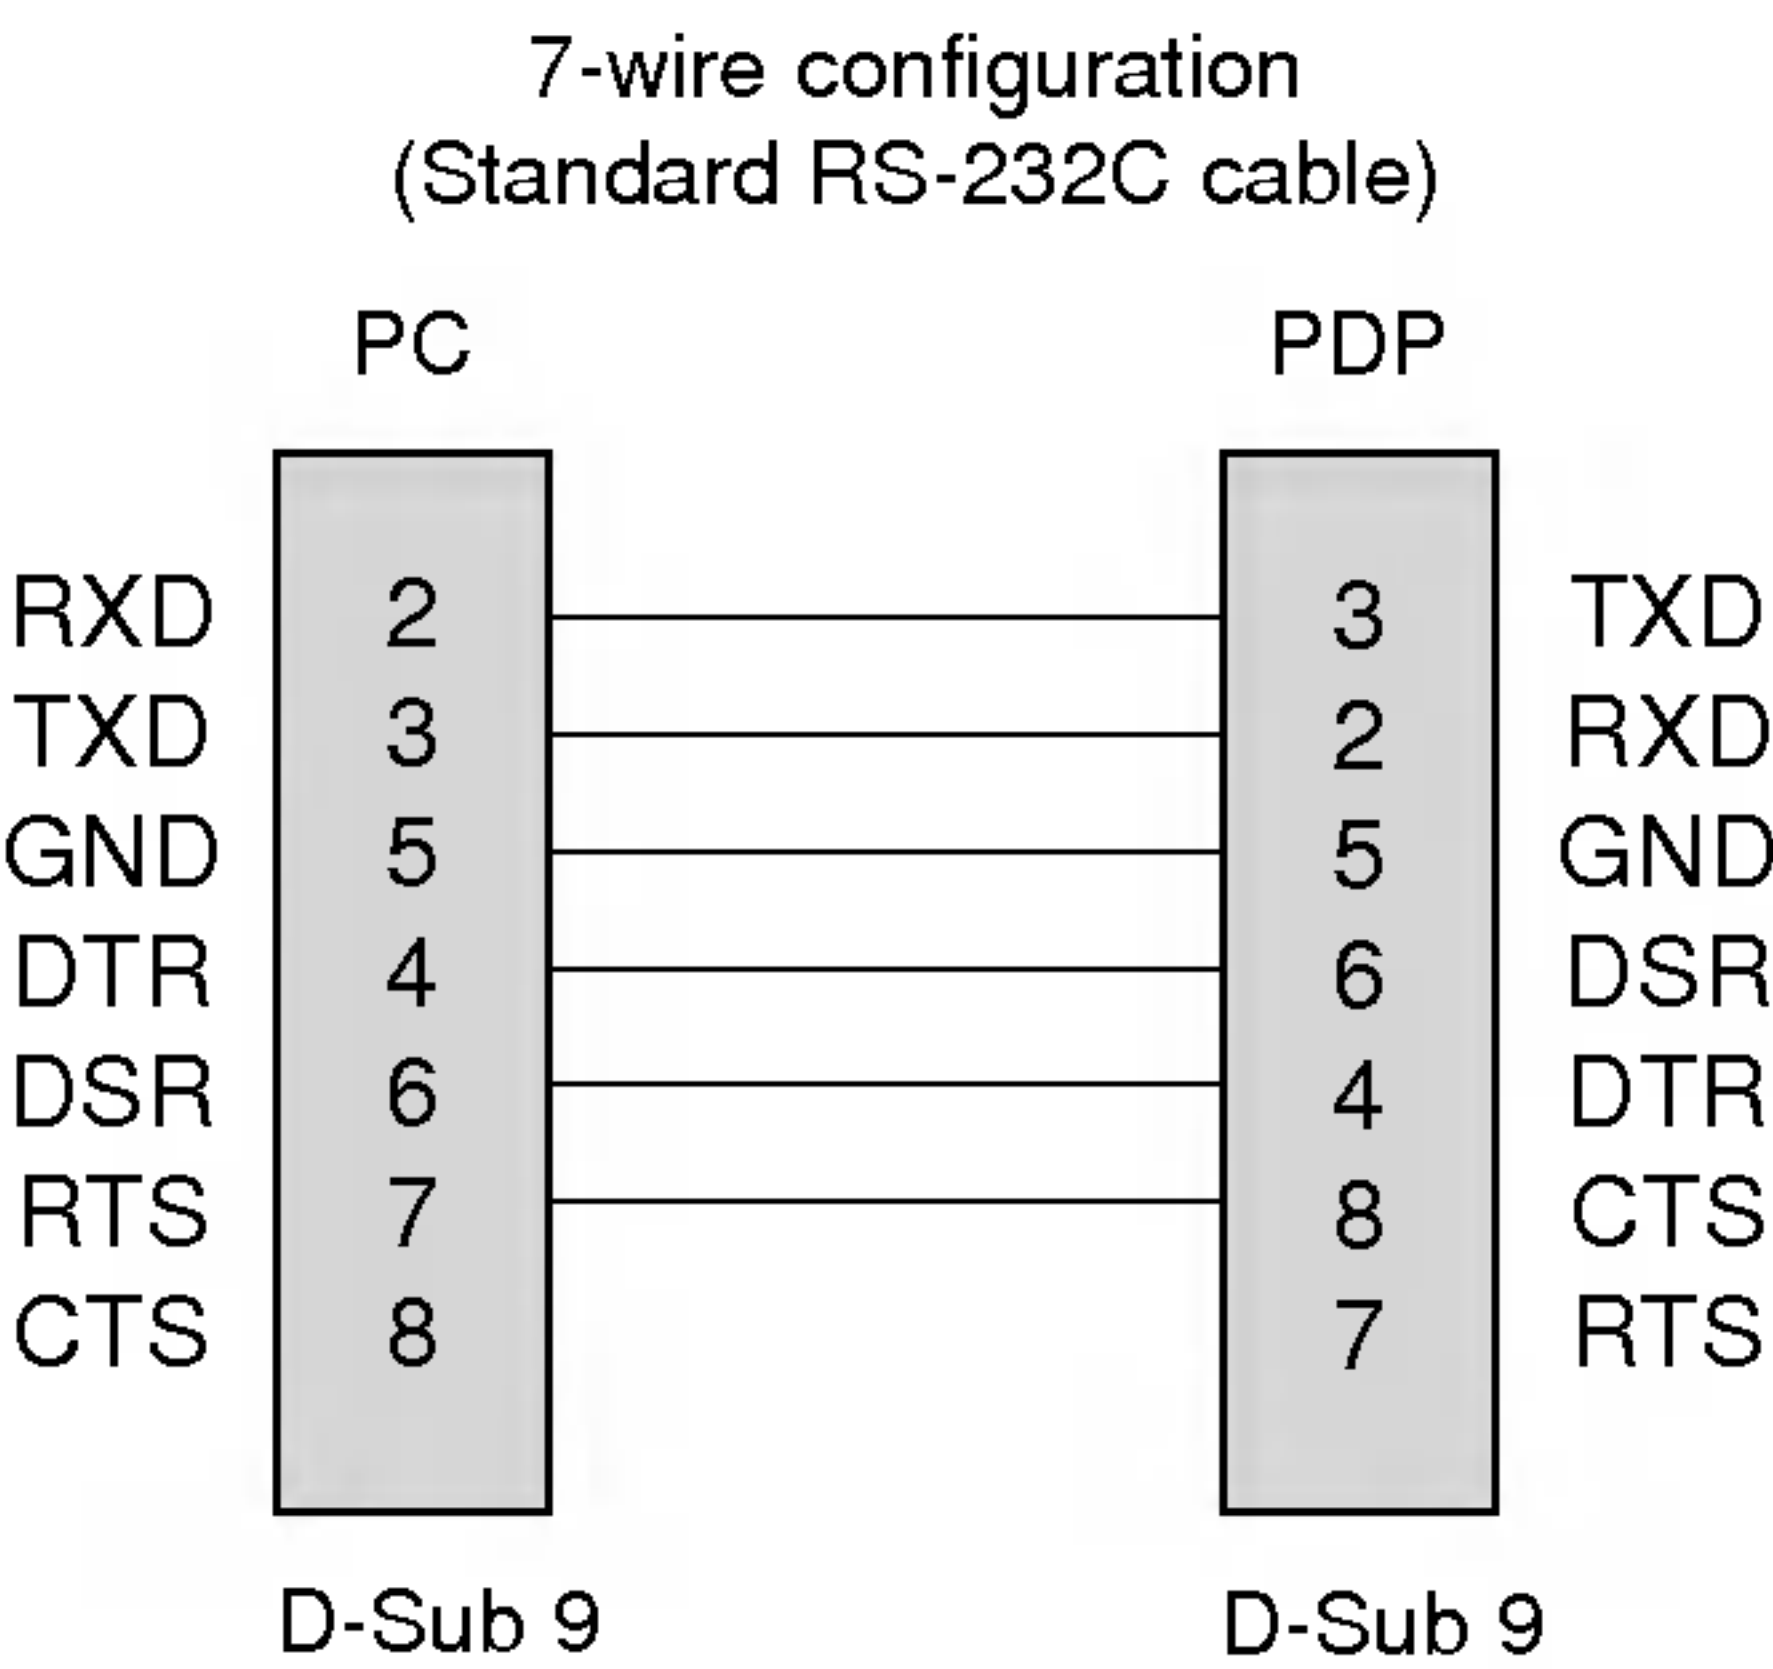 7-wire configuration
(Standard RS-232C cable)
PC PDP
RXD 2 3 TXD
TXD 3 2 RXD
GND 5 5 GND
DTR 4 6 DSR
DSR 6 4 DTR
RTS 7 8 CTS
CTS 8 7 RTS
D-Sub 9 D-Sub 9